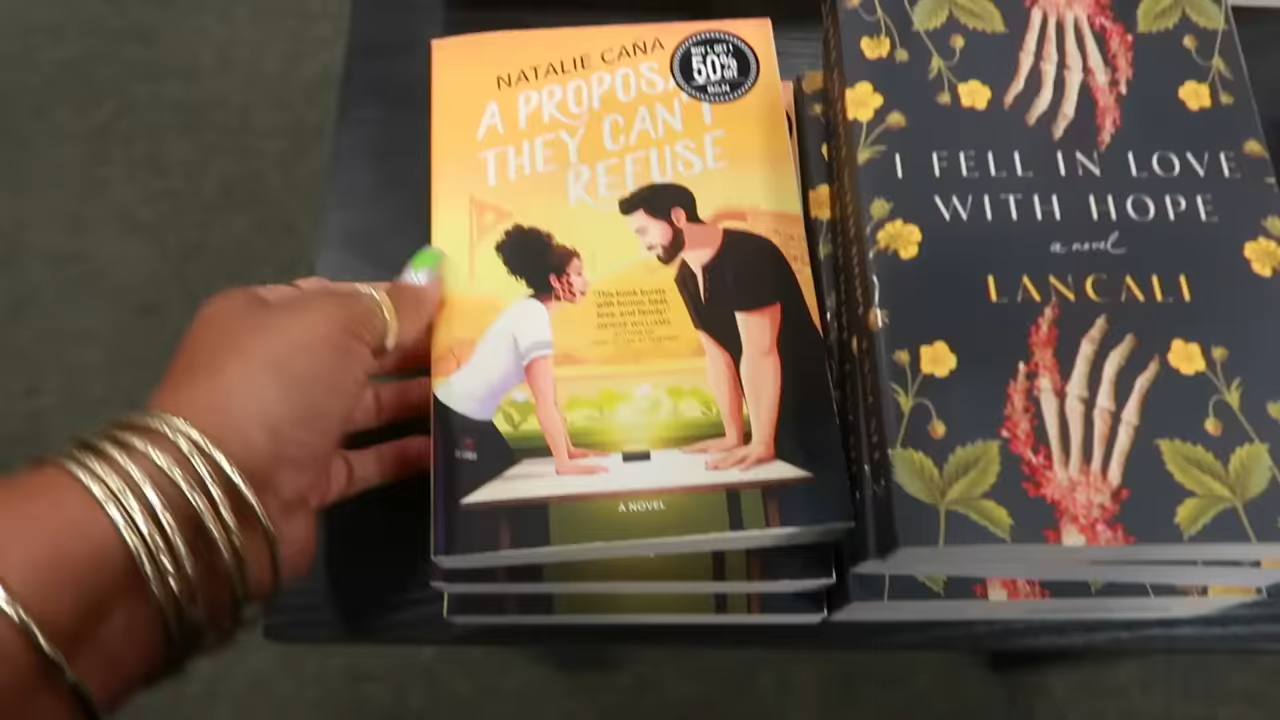 NATALIE CAÑA
A PROPOSAL
THEY CAN'T
REFUSE
BUY 1, GET 1
50%
OFF
B&N
"This book bursts
with humor, heat,
love, and family!"
A NOVEL
I FELL IN LOVE
WITH HOPE
a novel
LANCALI